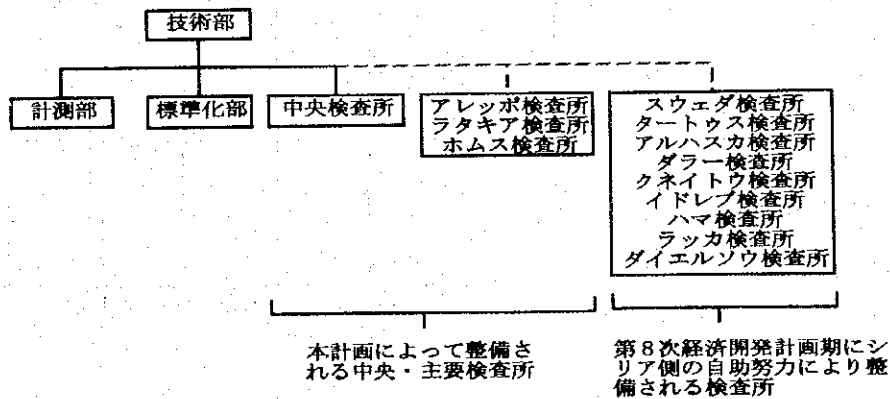 技術部
計測部
標準化部
中央検査所
アレッポ検査所
ラタキア検査所
ホムス検査所
スウェダ検査所
タートゥス検査所
アルハスカ検査所
ダラー検査所
クネイトウ検査所
イドレブ検査所
ハマ検査所
ラッカ検査所
ダイエルソウ検査所
本計画によって整備さ
れる中央・主要検査所
第8次経済開発計画期にシ
リア側の自助努力により整
備される検査所